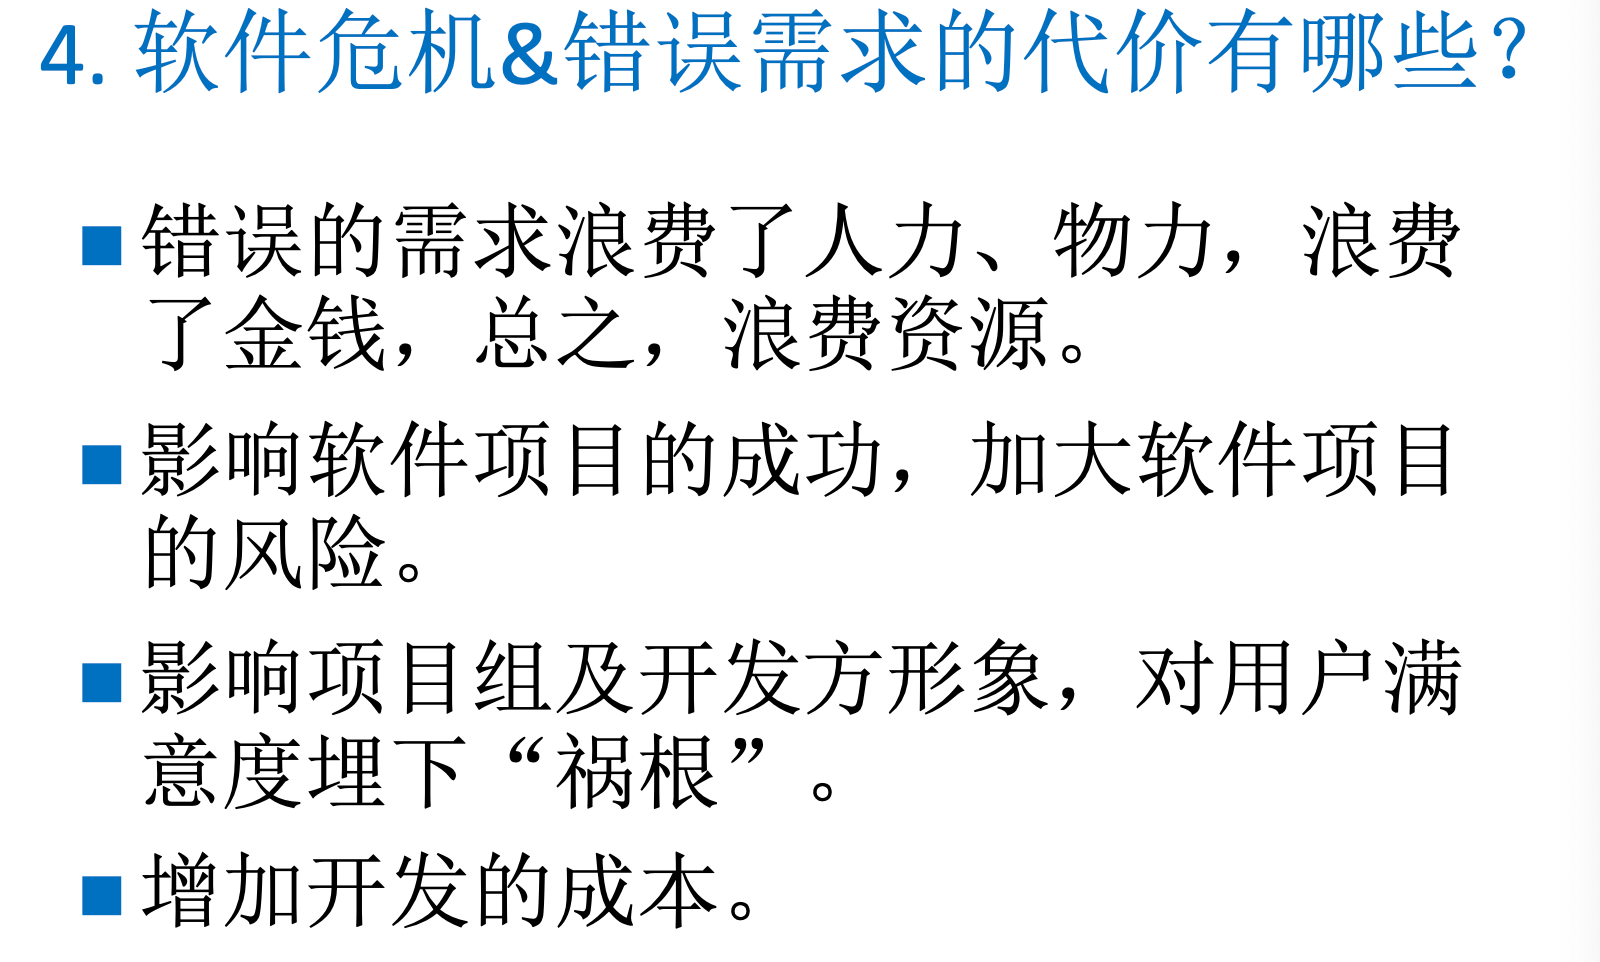 4. 软件危机&错误需求的代价有哪些？
错误的需求浪费了人力、物力，浪费
了金钱，总之，浪费资源。
影响软件项目的成功，加大软件项目
的风险。
影响项目组及开发方形象，对用户满
意度埋下“祸根”。
增加开发的成本。